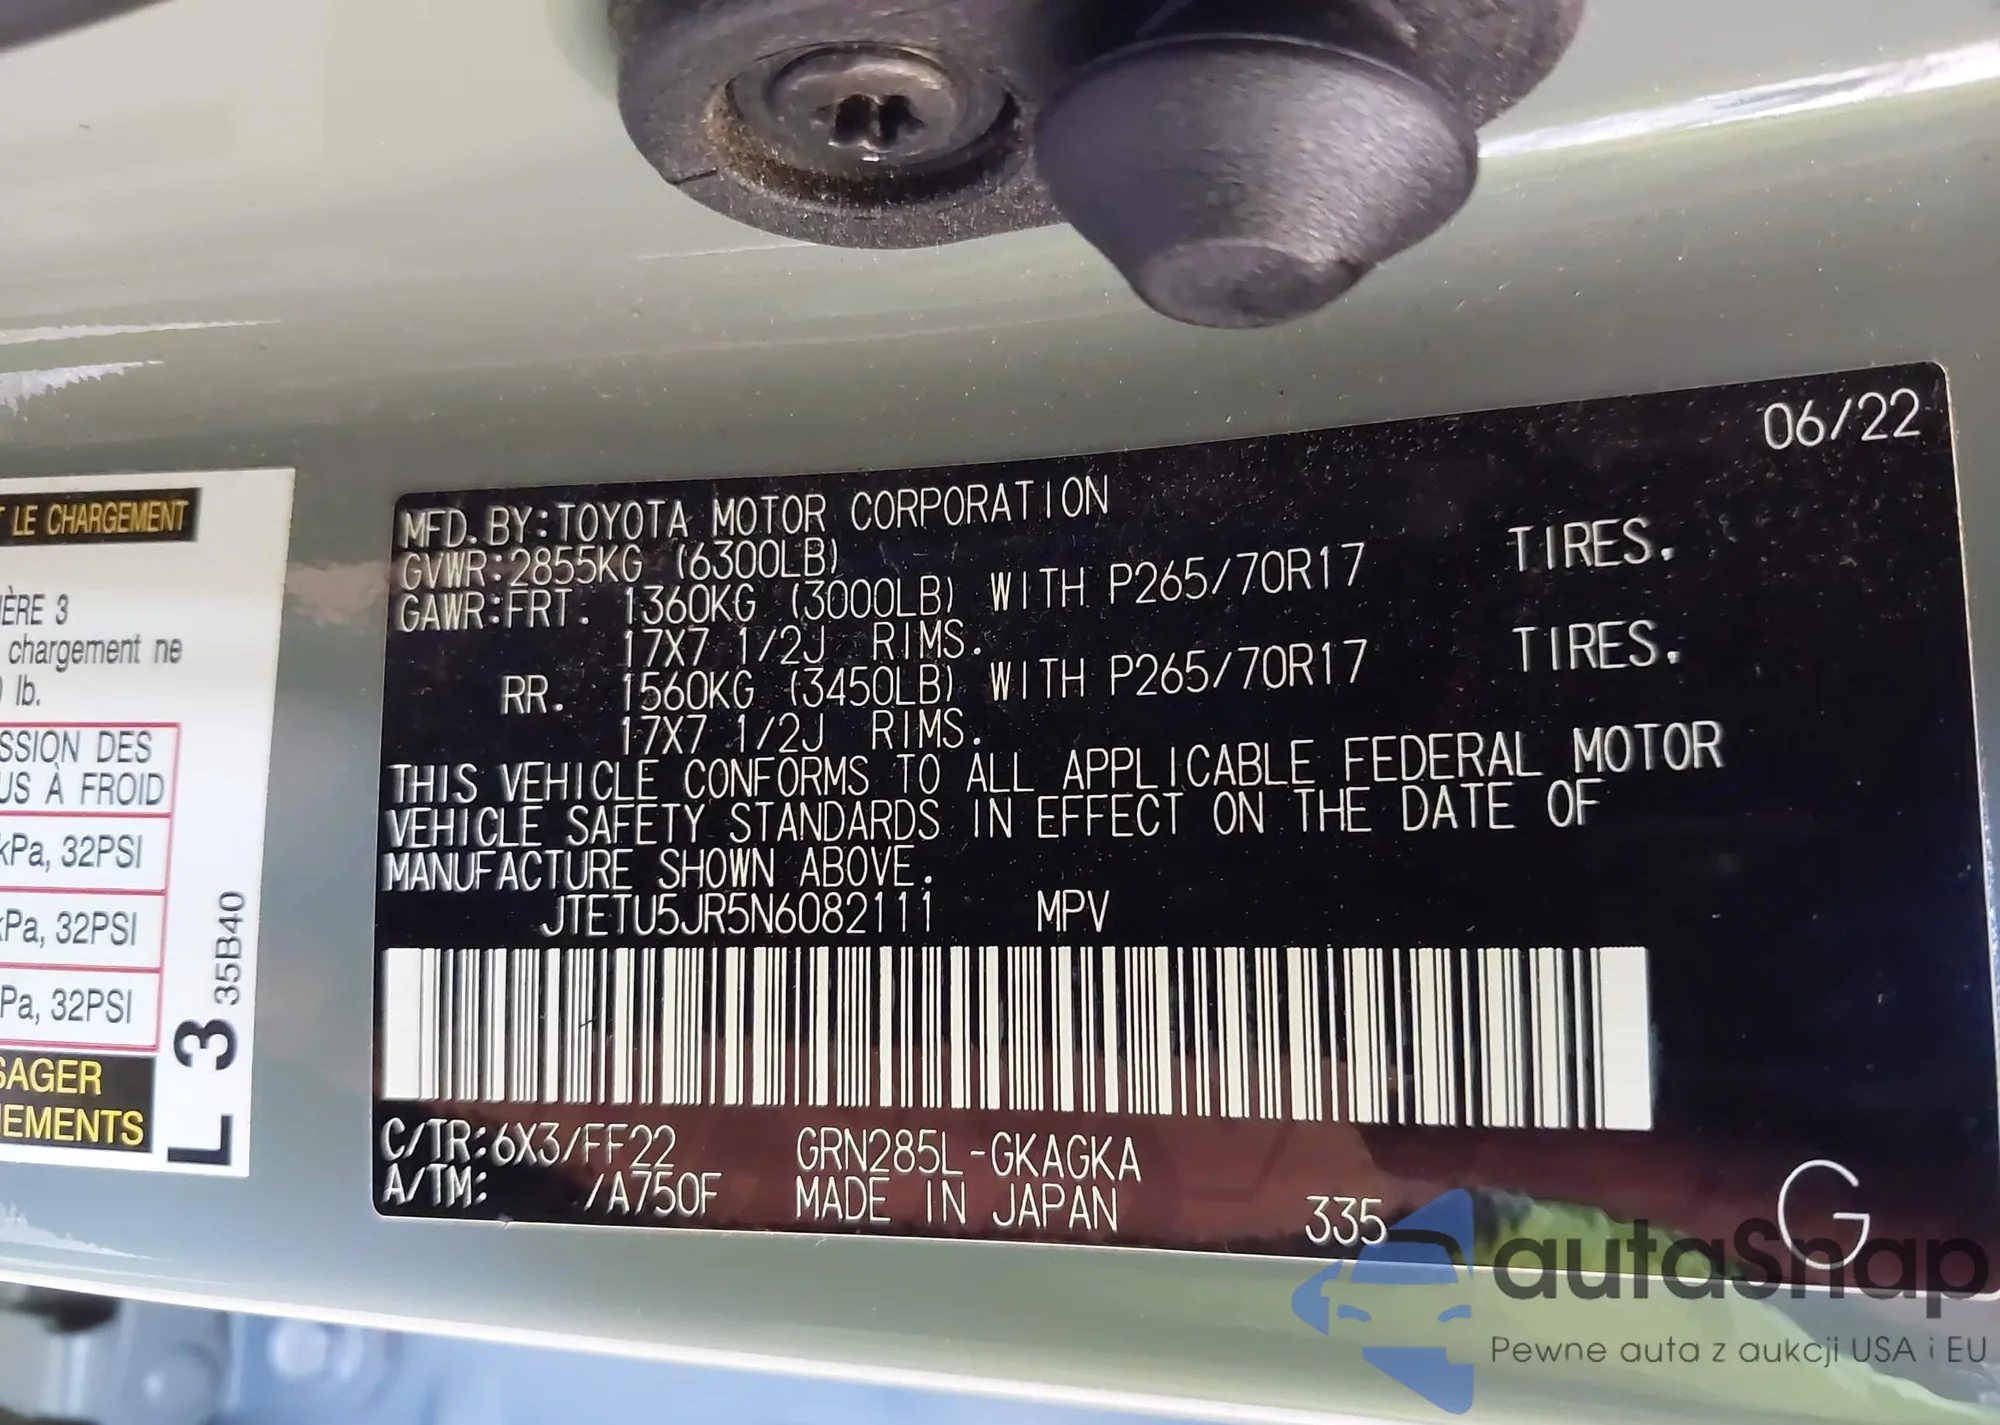 T LE CHARGEMENT
ÈRE 3
chargement ne
lb.
SSION DES
US À FROID
kPa, 32PSI
kPa, 32PSI
Pa, 32PSI
SAGER
NEMENTS
L 3 35B40
06/22
MFD. BY:TOYOTA MOTOR CORPORATION
GVWR:2855KG (6300LB)
GAWR:FRT. 1360KG (3000LB) WITH P265/70R17 TIRES.
17X7 1/2J RIMS.
RR. 1560KG (3450LB) WITH P265/70R17 TIRES.
17X7 1/2J RIMS.
THIS VEHICLE CONFORMS TO ALL APPLICABLE FEDERAL MOTOR
VEHICLE SAFETY STANDARDS IN EFFECT ON THE DATE OF
MANUFACTURE SHOWN ABOVE.
JTETU5JR5N6082111 MPV
C/TR:6X3/FF22 GRN285L-GKAGKA
A/TM: /A750F MADE IN JAPAN 335 G
autaSnap
Pewne auta z aukcji USA i EU